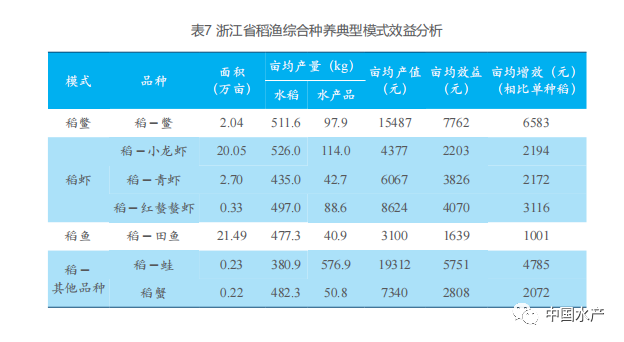 表7 浙江省稻渔综合种养典型模式效益分析
模式 品种 面积（万亩） 亩均产量（kg） 水稻 水产品 亩均产值（元） 亩均效益（元） 亩均增效（元）（相比单种稻）
稻鳖 稻－鳖 2.04 511.6 97.9 15487 7762 6583
稻虾 稻－小龙虾 20.05 526.0 114.0 4377 2203 2194
稻－青虾 2.70 435.0 42.7 6067 3826 2172
稻－红螯螯虾 0.33 497.0 88.6 8624 4070 3116
稻鱼 稻－田鱼 21.49 477.3 40.9 3100 1639 1001
稻－其他品种 稻－蛙 0.23 380.9 576.9 19312 5751 4785
稻蟹 0.22 482.3 50.8 7340 2808 2072
中国水产